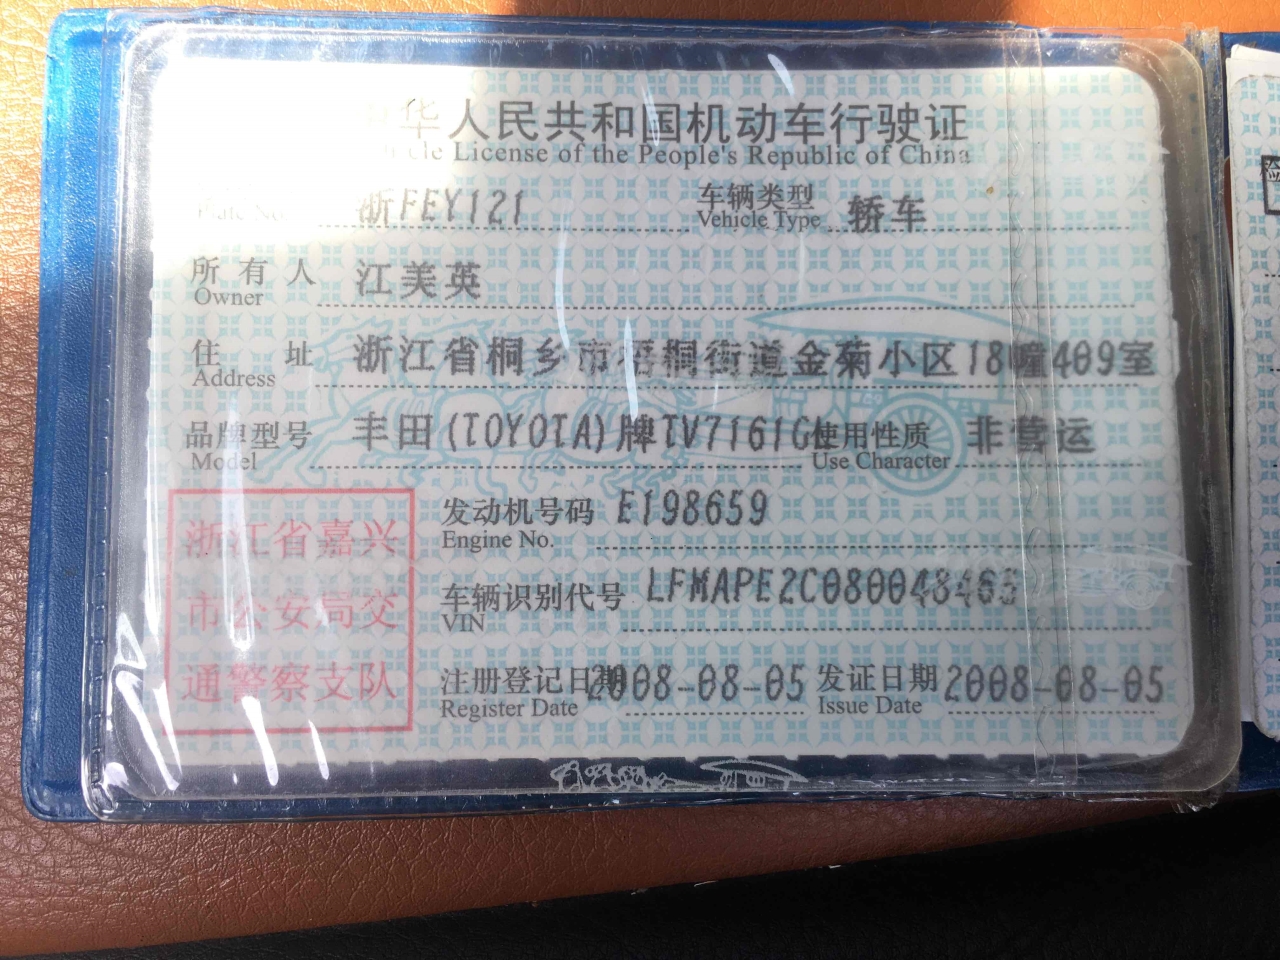 华人民共和国机动车行驶证
License of the People's Republic of China
Plate No. 浙FEY121 车辆类型 Vehicle Type 轿车
所有人 Owner 江美英
住址 Address 浙江省桐乡市梧桐街道金菊小区18幢409室
品牌型号 Model 丰田(TOYOTA)牌TV7161GL 使用性质 Use Character 非营运
发动机号码 Engine No. E198659
车辆识别代号 VIN LFMAPE2C080048465
注册登记日期 Register Date 2008-08-05 发证日期 Issue Date 2008-08-05
浙江省嘉兴
市公安局交
通警察支队